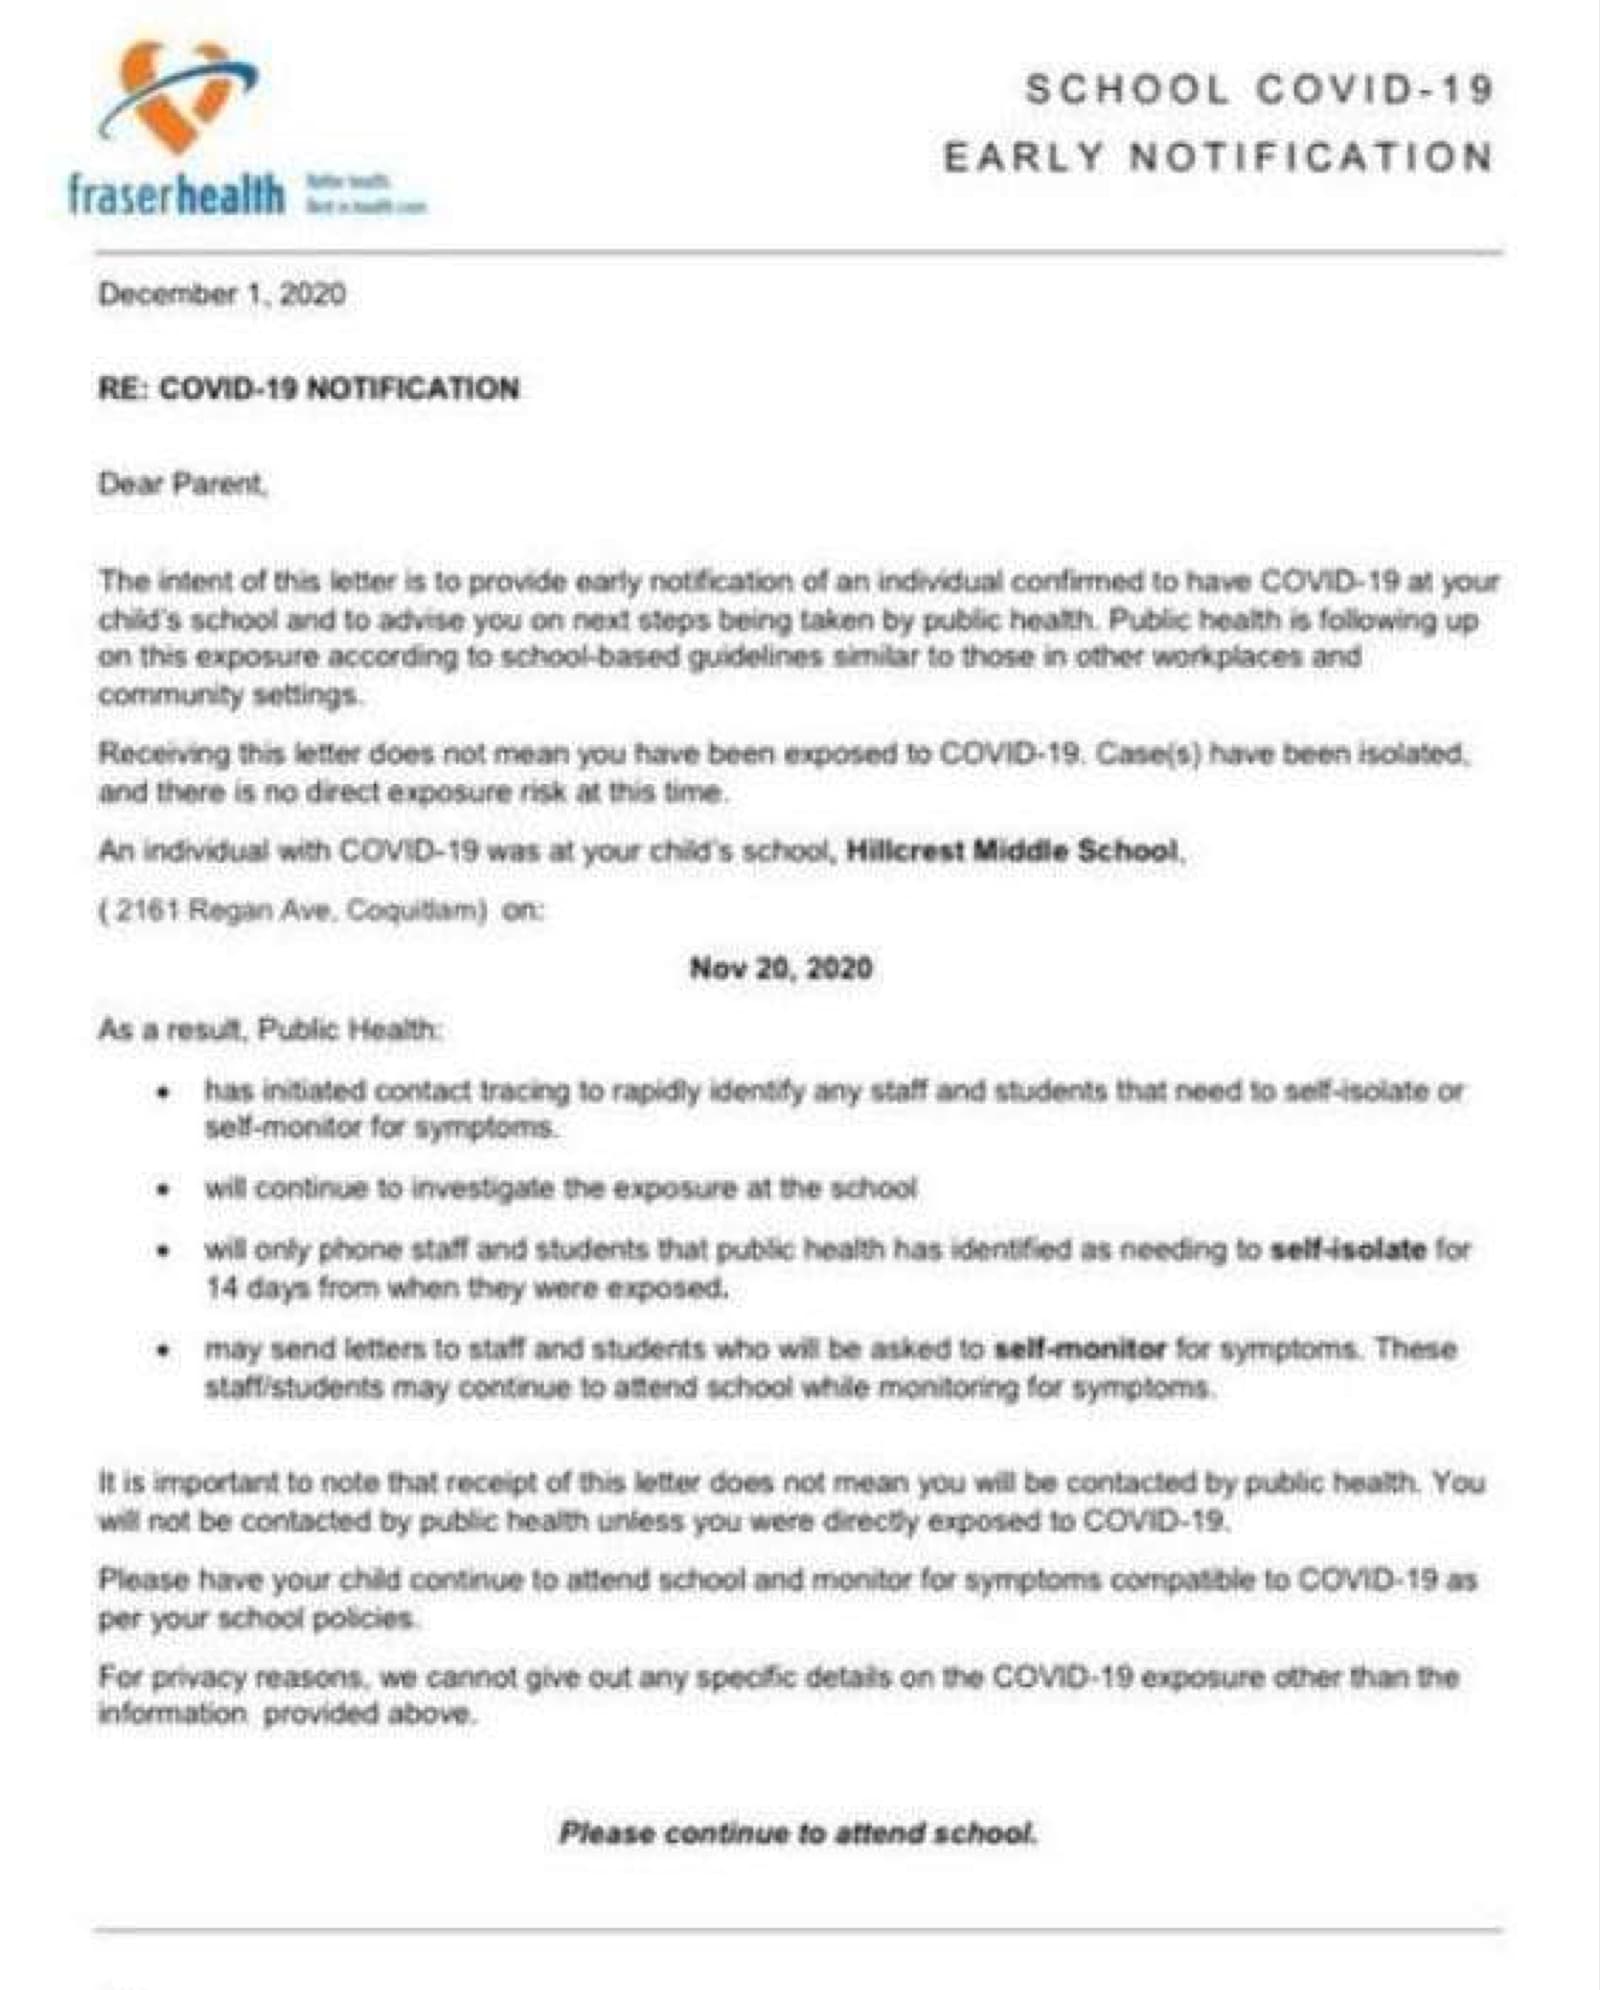 SCHOOL COVID-19
EARLY NOTIFICATION
fraserhealth
December 1, 2020
RE: COVID-19 NOTIFICATION
Dear Parent,
The intent of this letter is to provide early notification of an individual confirmed to have COVID-19 at your
child's school and to advise you on next steps being taken by public health. Public health is following up
on this exposure according to school-based guidelines similar to those in other workplaces and
community settings.
Receiving this letter does not mean you have been exposed to COVID-19. Case(s) have been isolated,
and there is no direct exposure risk at this time.
An individual with COVID-19 was at your child's school, Hillcrest Middle School,
( 2161 Regan Ave, Coquitlam) on:
Nov 20, 2020
As a result, Public Health:
• has initiated contact tracing to rapidly identify any staff and students that need to self-isolate or
self-monitor for symptoms.
• will continue to investigate the exposure at the school
• will only phone staff and students that public health has identified as needing to self-isolate for
14 days from when they were exposed.
• may send letters to staff and students who will be asked to self-monitor for symptoms. These
staff/students may continue to attend school while monitoring for symptoms.
It is important to note that receipt of this letter does not mean you will be contacted by public health. You
will not be contacted by public health unless you were directly exposed to COVID-19.
Please have your child continue to attend school and monitor for symptoms compatible to COVID-19 as
per your school policies.
For privacy reasons, we cannot give out any specific details on the COVID-19 exposure other than the
information provided above.
Please continue to attend school.